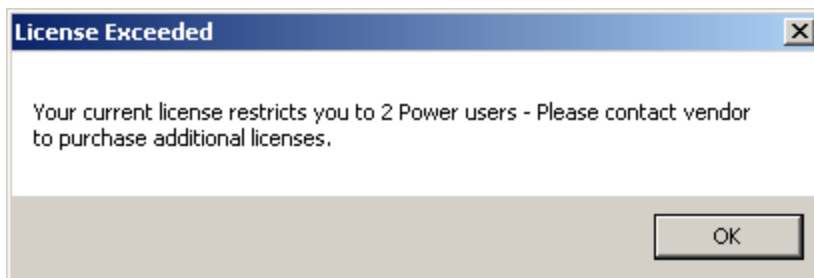 License Exceeded
Your current license restricts you to 2 Power users - Please contact vendor
to purchase additional licenses.
OK